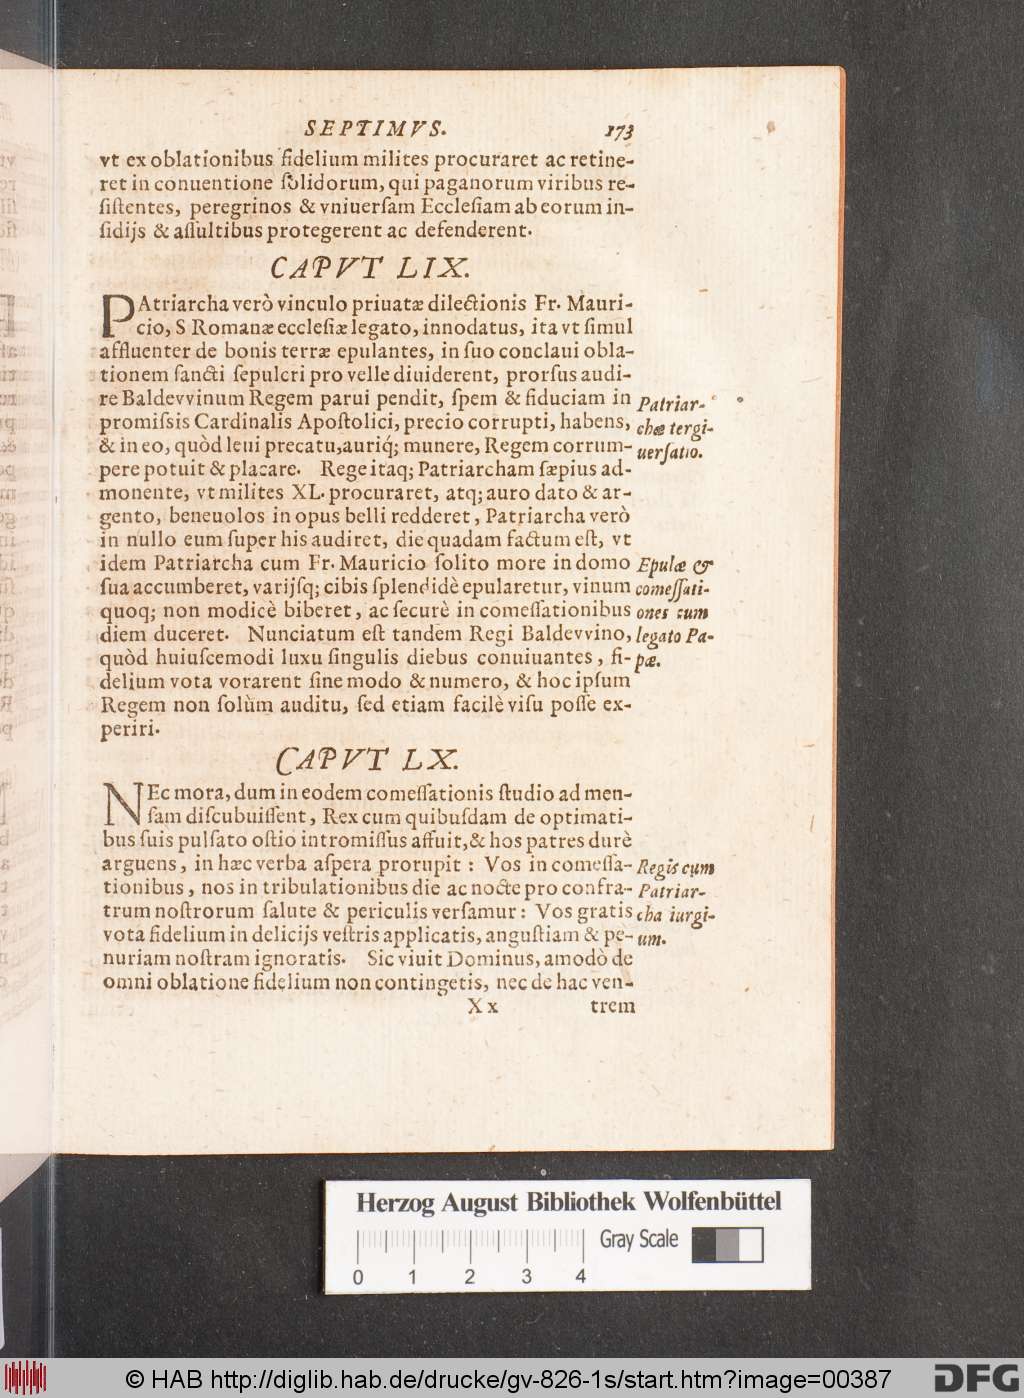 SEPTIMVS. 173
vt ex oblationibus fidelium milites procuraret ac retine-
ret in conuentione ſolidorum, qui paganorum viribus re-
ſiſtentes, peregrinos & vniuerſam Eccleſiam ab eorum in-
ſidijs & aſſultibus protegerent ac defenderent.
CAPVT LIX.
PAtriarcha verò vinculo priuatæ dilectionis Fr. Mauri-
cio, S Romanæ eccleſiæ legato, innodatus, ita vt ſimul
affluenter de bonis terræ epulantes, in ſuo conclaui obla-
tionem ſancti ſepulcri pro velle diuiderent, prorſus audi-
re Baldevvinum Regem parui pendit, ſpem & fiduciam in
promiſsis Cardinalis Apoſtolici, precio corrupti, habens,
& in eo, quòd leui precatu, auriq́; munere, Regem corrum-
pere potuit & placare. Rege itaq; Patriarcham ſæpius ad-
monente, vt milites XL. procuraret, atq; auro dato & ar-
gento, beneuolos in opus belli redderet, Patriarcha verò
in nullo eum ſuper his audiret, die quadam factum eſt, vt
idem Patriarcha cum Fr. Mauricio ſolito more in domo
ſua accumberet, varijſq; cibis ſplendidè epularetur, vinum
quoq; non modicè biberet, ac ſecurè in comeſſationibus
diem duceret. Nunciatum eſt tandem Regi Baldevvino,
quòd huiuſcemodi luxu ſingulis diebus conuiuantes, fi-
delium vota vorarent ſine modo & numero, & hoc ipſum
Regem non ſolùm auditu, ſed etiam facilè viſu poſſe ex-
periri.
Patriar-
chæ tergi-
uerſatio.
Epulæ &
comeſſati-
ones cum
legato Pa-
pæ.
CAPVT LX.
NEc mora, dum in eodem comeſſationis ſtudio ad men-
ſam diſcubuiſſent, Rex cum quibuſdam de optimati-
bus ſuis pulſato oſtio intromiſſus affuit, & hos patres durè
arguens, in hæc verba aſpera prorupit: Vos in comeſſa-
tionibus, nos in tribulationibus die ac nocte pro confra-
trum noſtrorum ſalute & periculis verſamur: Vos gratis
vota fidelium in delicijs veſtris applicatis, anguſtiam & pe-
nuriam noſtram ignoratis. Sic viuit Dominus, amodò de
omni oblatione fidelium non contingetis, nec de hac ven-
Regis cum
Patriar-
cha iurgi-
um.
Xx trem
Herzog August Bibliothek Wolfenbüttel
Gray Scale
0 1 2 3 4
© HAB http://diglib.hab.de/drucke/gv-826-1s/start.htm?image=00387
DFG